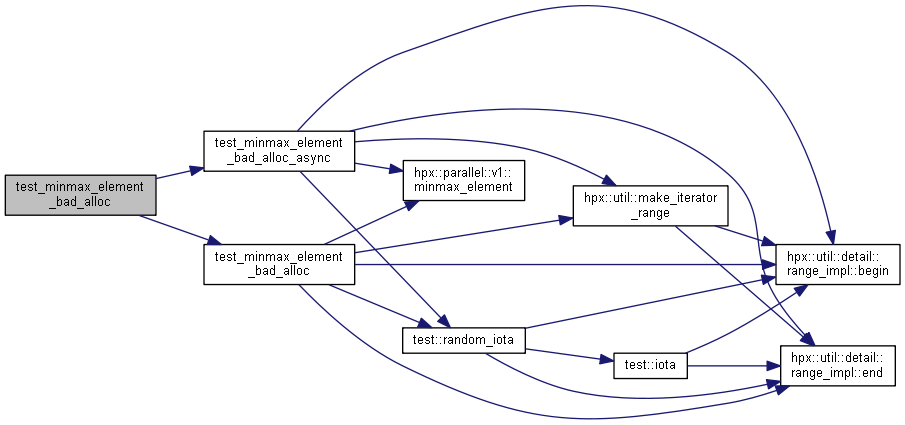 test_minmax_element
_bad_alloc
test_minmax_element
_bad_alloc_async
test_minmax_element
_bad_alloc
hpx::parallel::v1::
minmax_element
test::random_iota
hpx::util::make_iterator
_range
test::iota
hpx::util::detail::
range_impl::begin
hpx::util::detail::
range_impl::end